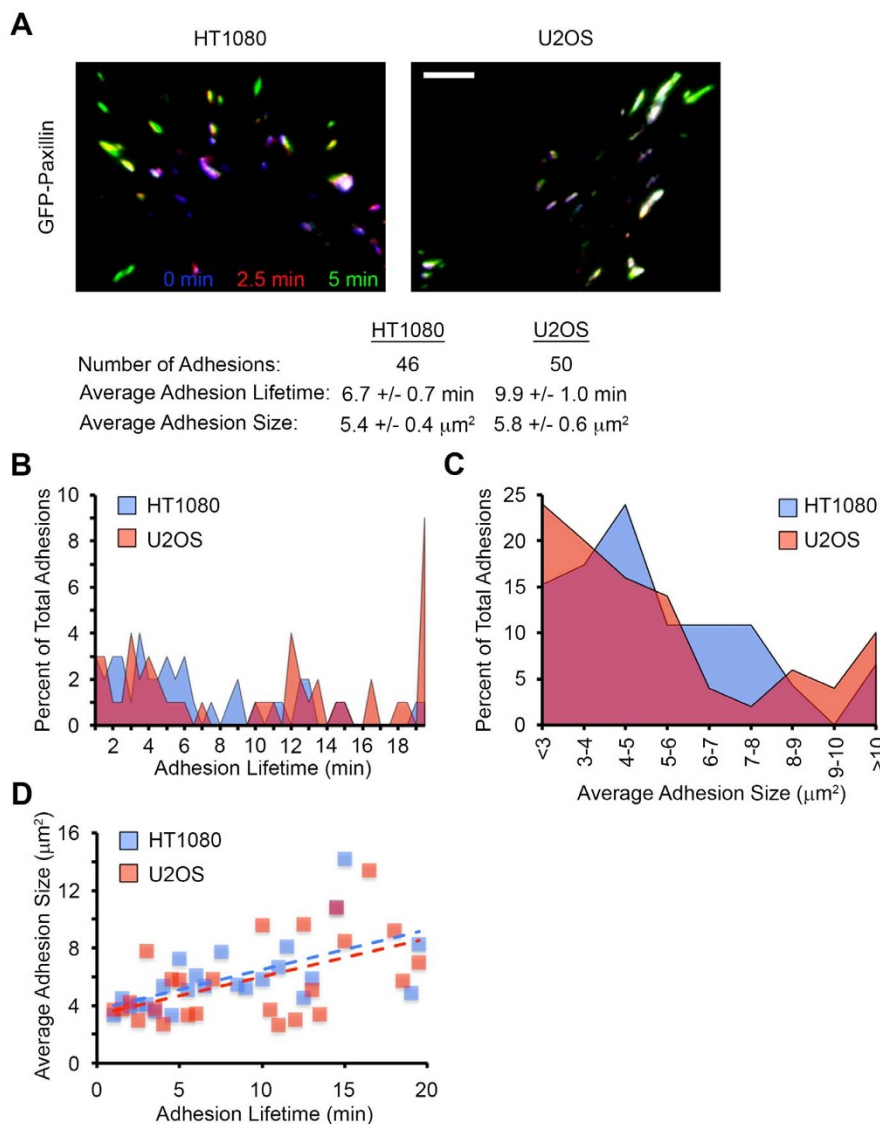 A
HT1080
U2OS
GFP-Paxillin
0 min 2.5 min 5 min
HT1080 U2OS
Number of Adhesions: 46 50
Average Adhesion Lifetime: 6.7 +/- 0.7 min 9.9 +/- 1.0 min
Average Adhesion Size: 5.4 +/- 0.4 μm² 5.8 +/- 0.6 μm²
B
Percent of Total Adhesions
10
8
6
4
2
0
HT1080
U2OS
2 4 6 8 10 12 14 16 18
Adhesion Lifetime (min)
C
Percent of Total Adhesions
25
20
15
10
5
0
HT1080
U2OS
<3 3-4 4-5 5-6 6-7 7-8 8-9 9-10 >10
Average Adhesion Size (μm²)
D
Average Adhesion Size (μm²)
16
12
8
4
0
HT1080
U2OS
0 5 10 15 20
Adhesion Lifetime (min)